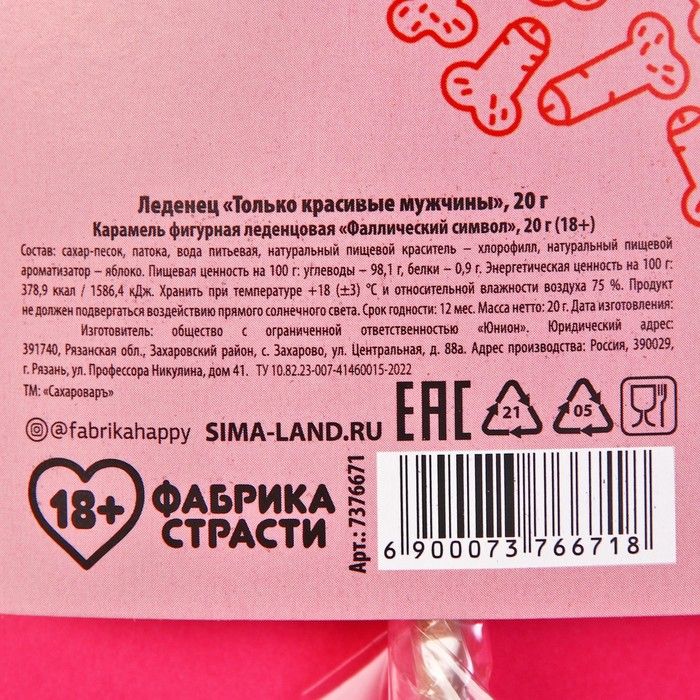 Леденец «Только красивые мужчины», 20 г
Карамель фигурная леденцовая «Фаллический символ», 20 г (18+)
Состав: сахар-песок, патока, вода питьевая, натуральный пищевой краситель – хлорофилл, натуральный пищевой
ароматизатор – яблоко. Пищевая ценность на 100 г: углеводы – 98,1 г, белки – 0,9 г. Энергетическая ценность на 100 г:
378,9 ккал / 1586,4 кДж. Хранить при температуре +18 (±3) °C и относительной влажности воздуха 75 %. Продукт
не должен подвергаться воздействию прямого солнечного света. Срок годности: 12 мес. Масса нетто: 20 г. Дата изготовления:
Изготовитель: общество с ограниченной ответственностью «Юнион». Юридический адрес:
391740, Рязанская обл., Захаровский район, с. Захарово, ул. Центральная, д. 88а. Адрес производства: Россия, 390029,
г. Рязань, ул. Профессора Никулина, дом 41. ТУ 10.82.23-007-41460015-2022
ТМ: «Сахароваръ»
@fabrikahappy SIMA-LAND.RU EAC 21 05
18+ ФАБРИКА
СТРАСТИ
Арт.: 7376671
6 900073 766718